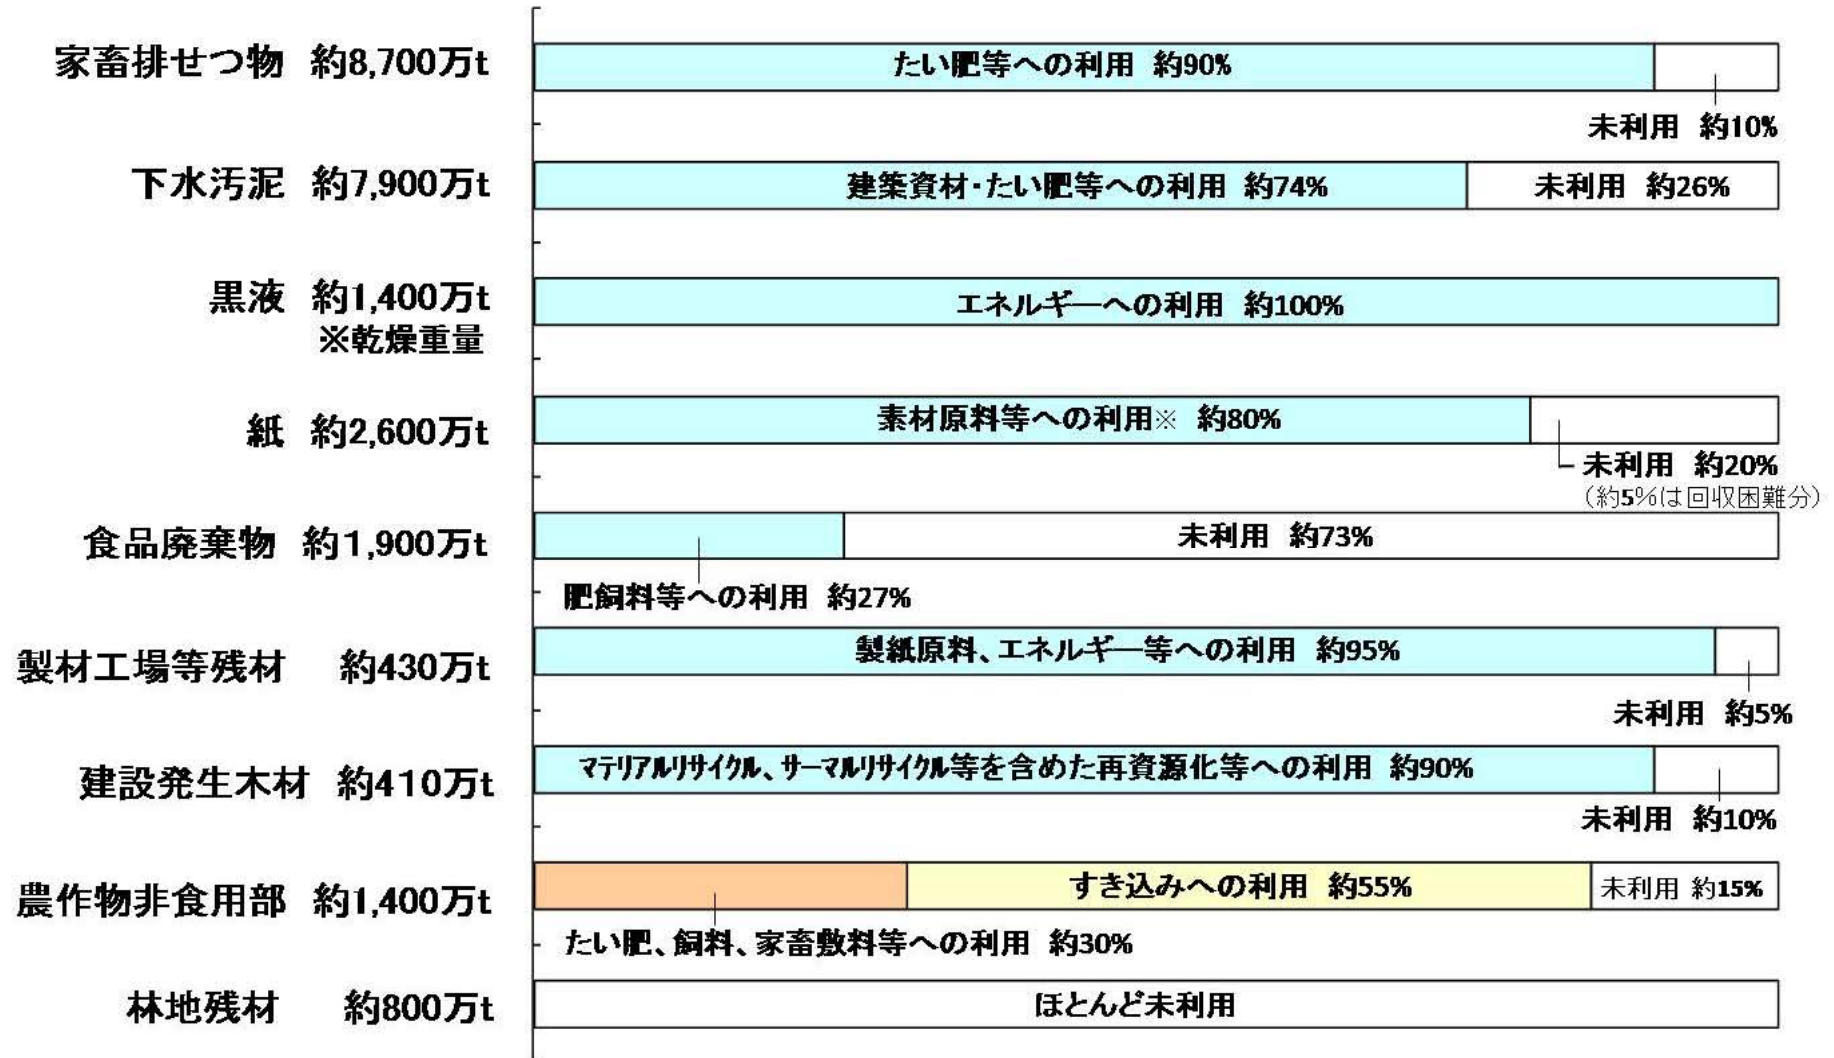 家畜排せつ物 約8,700万t
たい肥等への利用 約90%
未利用 約10%
下水汚泥 約7,900万t
建築資材・たい肥等への利用 約74%
未利用 約26%
黒液 約1,400万t
※乾燥重量
エネルギーへの利用 約100%
紙 約2,600万t
素材原料等への利用※ 約80%
未利用 約20%
(約5%は回収困難分)
食品廃棄物 約1,900万t
未利用 約73%
肥飼料等への利用 約27%
製材工場等残材 約430万t
製紙原料、エネルギー等への利用 約95%
未利用 約5%
建設発生木材 約410万t
マテリアルリサイクル、サーマルリサイクル等を含めた再資源化等への利用 約90%
未利用 約10%
農作物非食用部 約1,400万t
すき込みへの利用 約55%
未利用 約15%
たい肥、飼料、家畜敷料等への利用 約30%
林地残材 約800万t
ほとんど未利用